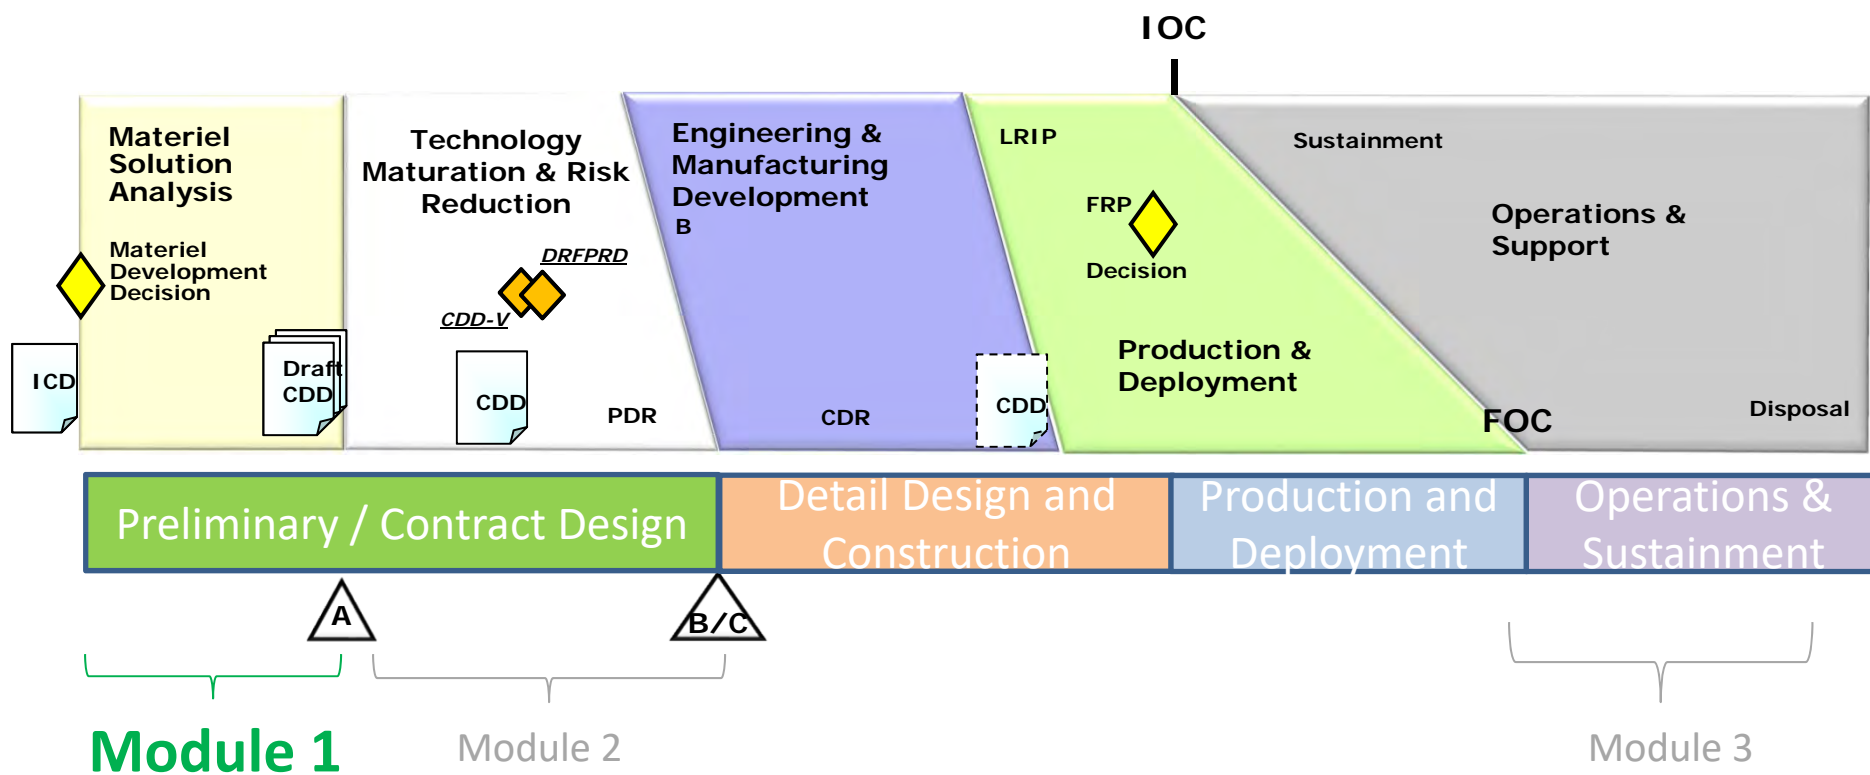 IOC
Materiel
Solution
Analysis
Materiel
Development
Decision
ICD
Draft
CDD
Technology
Maturation & Risk
Reduction
DRFPRD
CDD-V
CDD
PDR
Engineering &
Manufacturing
Development
B
CDR
CDD
LRIP
FRP
Decision
Production &
Deployment
FOC
Sustainment
Operations &
Support
Disposal
Preliminary / Contract Design
Detail Design and
Construction
Production and
Deployment
Operations &
Sustainment
A
B/C
Module 1
Module 2
Module 3